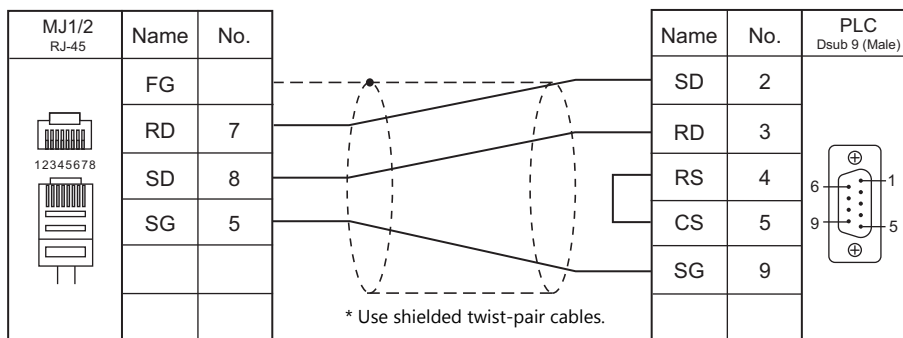 MJ1/2
RJ-45
Name No.
FG
RD 7
SD 8
SG 5
12345678
Name No.
SD 2
RD 3
RS 4
CS 5
SG 9
PLC
Dsub 9 (Male)
6 1
9 5
* Use shielded twist-pair cables.